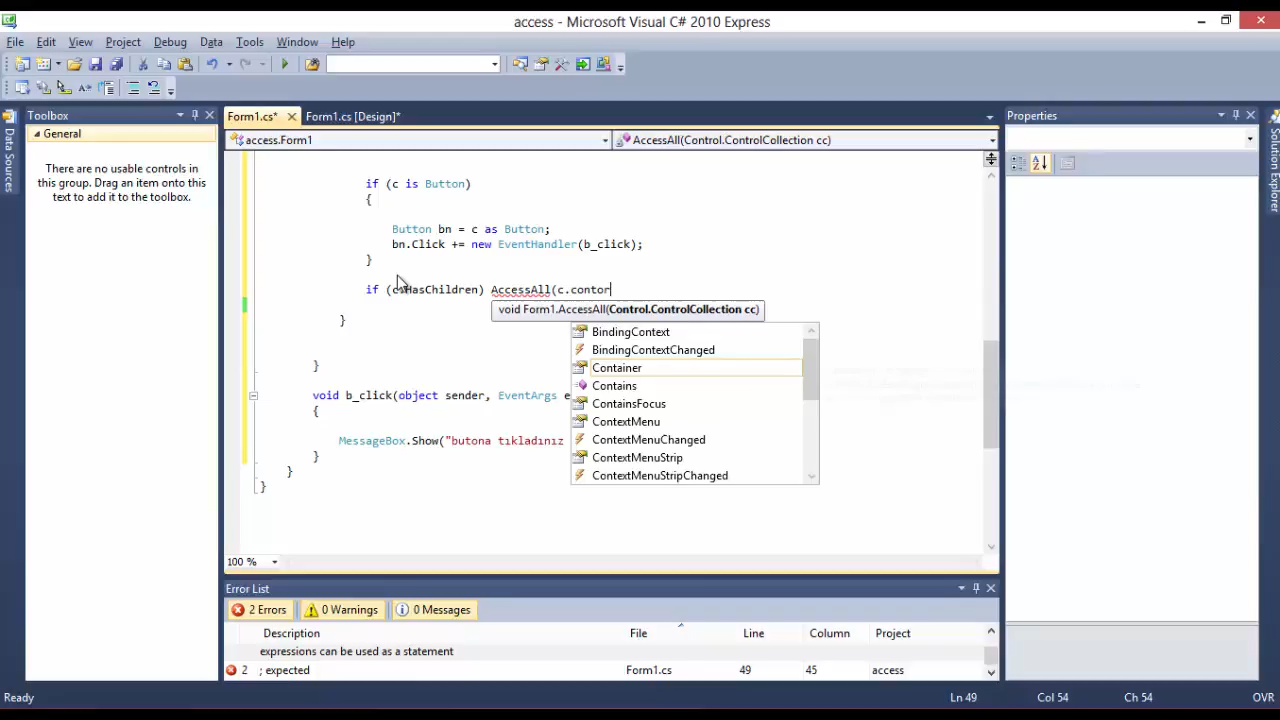 access - Microsoft Visual C# 2010 Express
File Edit View Project Debug Data Tools Window Help
Toolbox
General
There are no usable controls in
this group. Drag an item onto this
text to add it to the toolbox.
Data Sources
Form1.cs*
Form1.cs [Design]*
access.Form1
AccessAll(Control.ControlCollection cc)
if (c is Button)
{
Button bn = c as Button;
bn.Click += new EventHandler(b_click);
}
if (c.HasChildren) AccessAll(c.contor
void Form1.AccessAll(Control.ControlCollection cc)
BindingContext
BindingContextChanged
Container
Contains
ContainsFocus
ContextMenu
ContextMenuChanged
ContextMenuStrip
ContextMenuStripChanged
}
}
void b_click(object sender, EventArgs e
{
MessageBox.Show("butona tıkladınız
}
}
}
100 %
Error List
2 Errors 0 Warnings 0 Messages
Description File Line Column Project
expressions can be used as a statement
2 ; expected Form1.cs 49 45 access
Properties
Solution Explorer
Ready Ln 49 Col 54 Ch 54 OVR